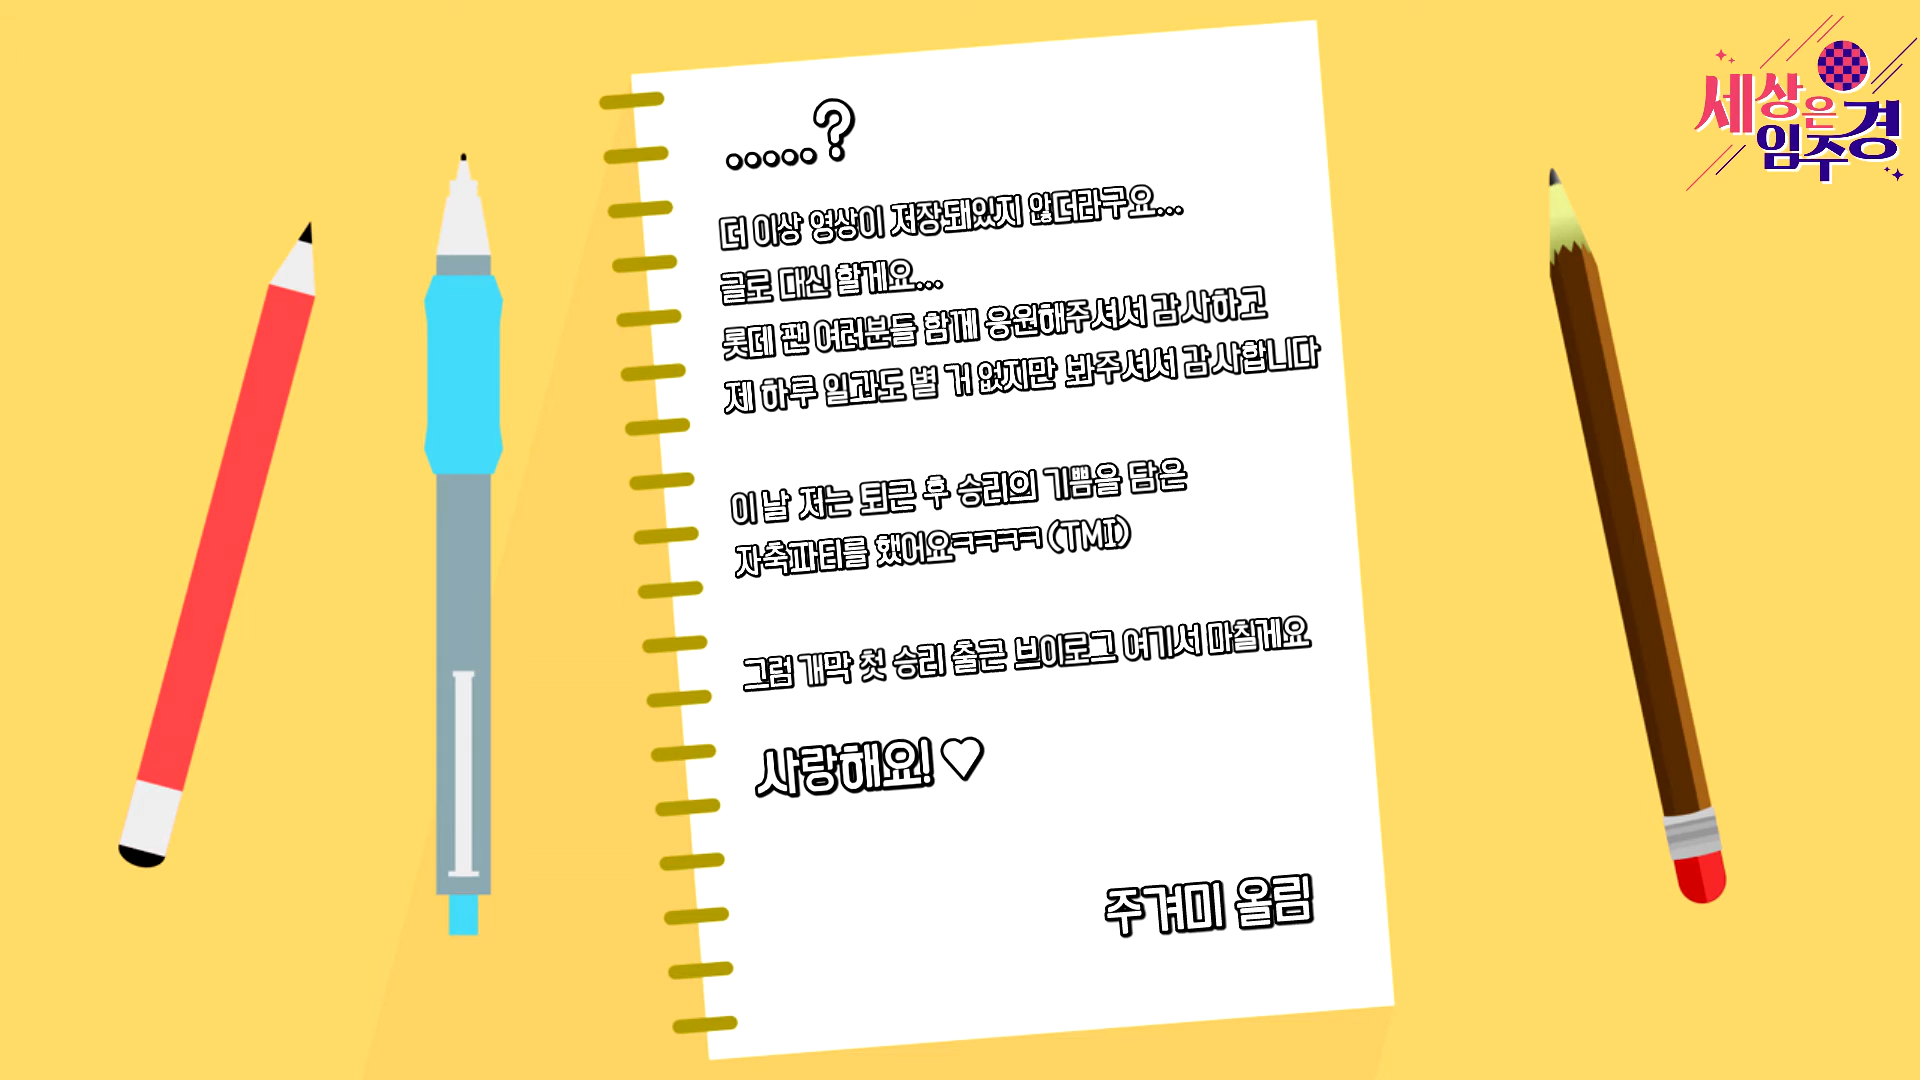 .....?
더 이상 영상이 저장돼있지 않더라구요...
글로 대신 할게요...
롯데 팬 여러분들 함께 응원해주셔서 감사하고
제 하루 일과도 별 거 없지만 봐주셔서 감사합니다
이 날 저는 퇴근 후 승리의 기쁨을 담은
자축파티를 했어요ㅋㅋㅋㅋ (TMI)
그럼 개막 첫 승리 출근 브이로그 여기서 마칠게요
사랑해요! ♡
주겨미 올림
세상은
임주경